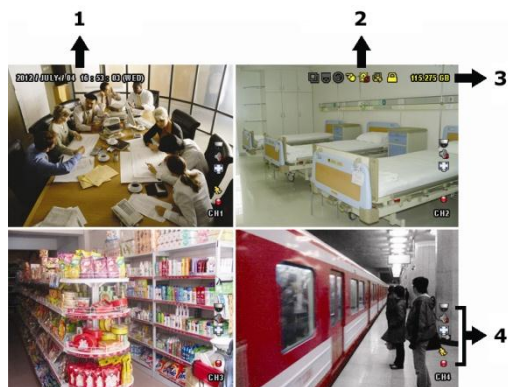 1
2
2012 / JULY / 04 16 : 53 : 03 (WED)
115.275 GB
3
CH1
CH2
4
CH3
CH4